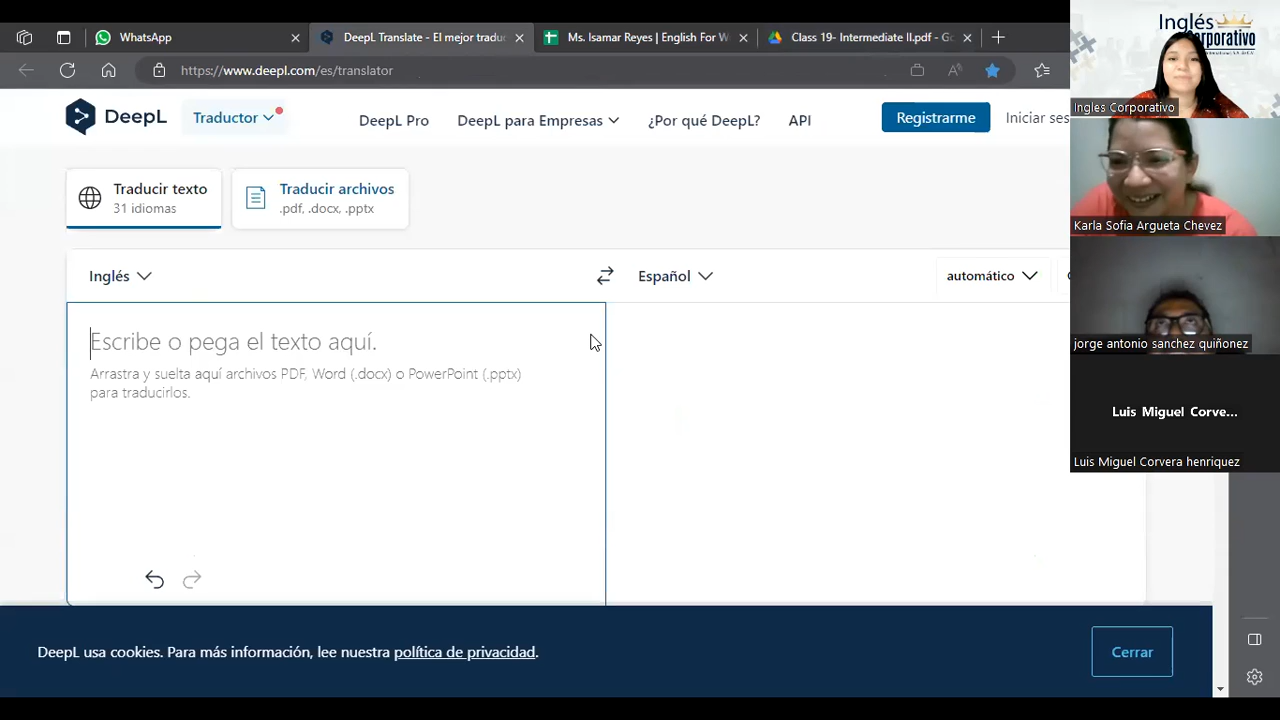 WhatsApp
DeepL Translate - El mejor traduc
Ms. Isamar Reyes | English For W
Class 19- Intermediate II.pdf - Go
https://www.deepl.com/es/translator
DeepL
Traductor
DeepL Pro
DeepL para Empresas
¿Por qué DeepL?
API
Registrarme
Iniciar ses
Traducir texto
31 idiomas
Traducir archivos
.pdf, .docx, .pptx
Inglés
Español
automático
Escribe o pega el texto aquí.
Arrastra y suelta aquí archivos PDF, Word (.docx) o PowerPoint (.pptx)
para traducirlos.
DeepL usa cookies. Para más información, lee nuestra política de privacidad.
Cerrar
Inglés
Corporativo
Ingles Corporativo
Karla Sofia Argueta Chevez
jorge antonio sanchez quiñonez
Luis Miguel Corve...
Luis Miguel Corvera henriquez